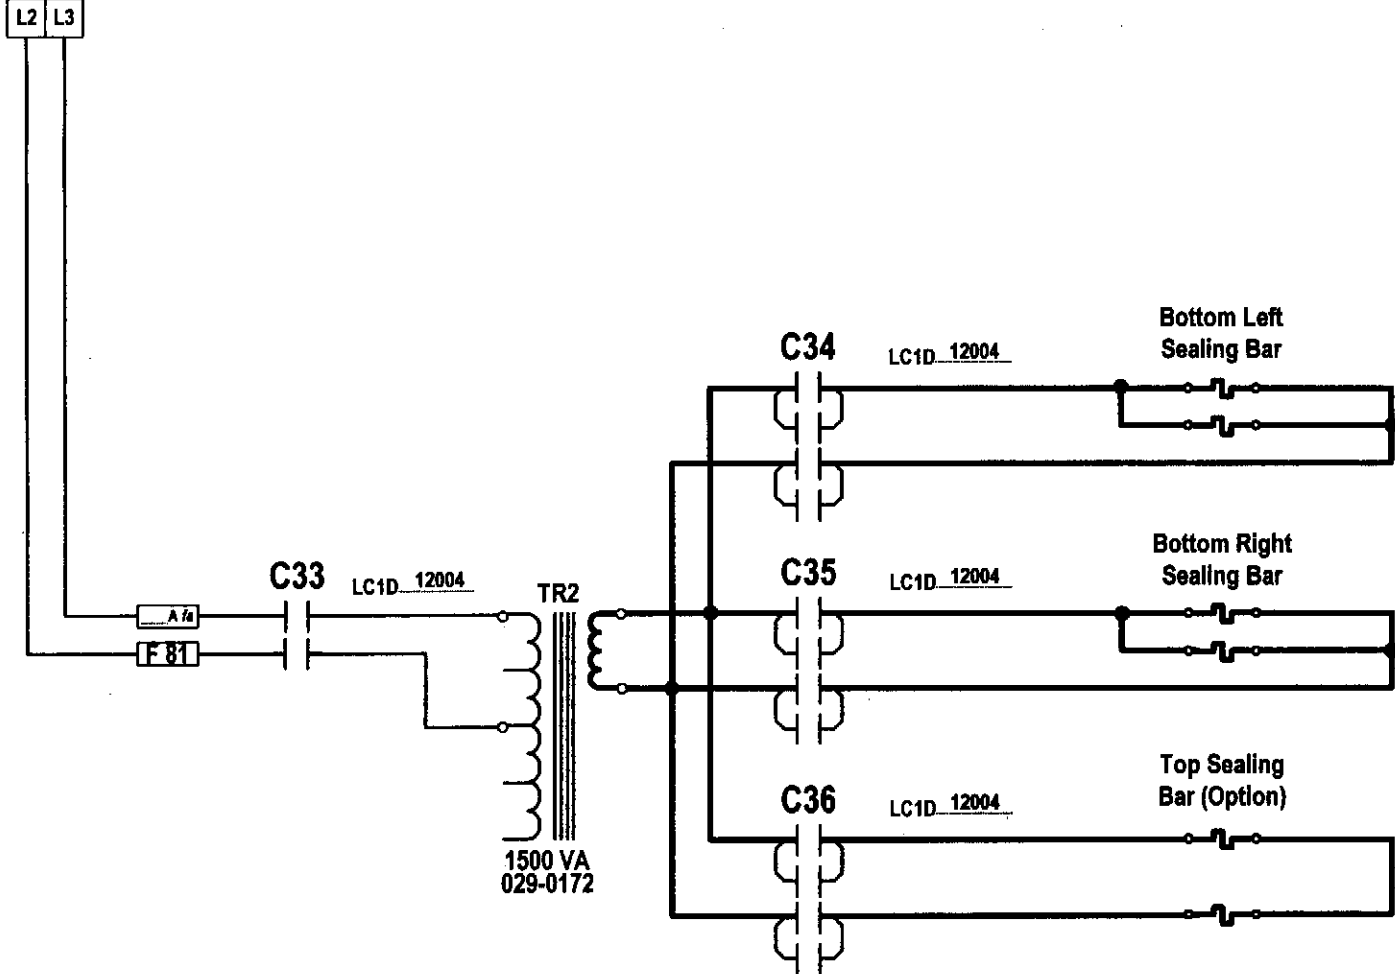 L2 L3
Bottom Left
Sealing Bar
C34
LC1D 12004
Bottom Right
Sealing Bar
C35
LC1D 12004
C33
LC1D 12004
TR2
F 81
Top Sealing
Bar (Option)
C36
LC1D 12004
1500 VA
029-0172